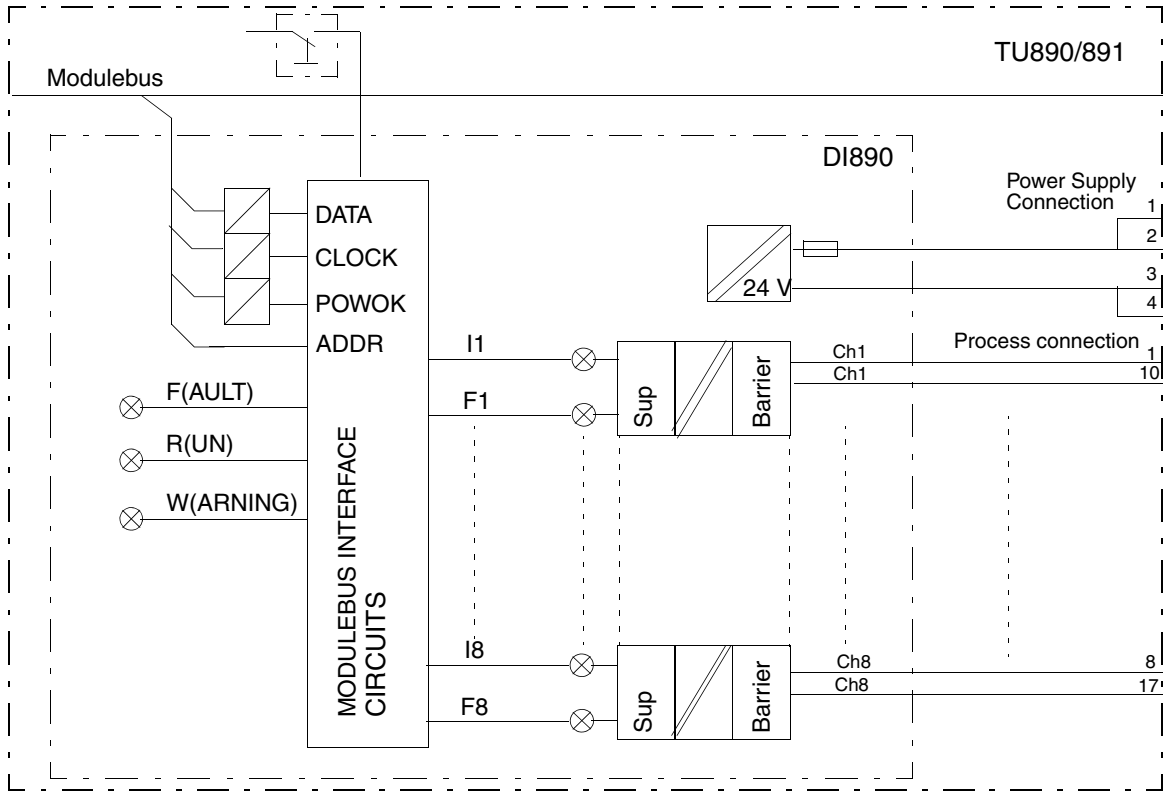 TU890/891
Modulebus
DI890
Power Supply
Connection
1
2
3
4
24 V
DATA
CLOCK
POWOK
ADDR
F(AULT)
R(UN)
W(ARNING)
MODULEBUS INTERFACE
CIRCUITS
I1
F1
Sup
Barrier
Ch1
Ch1
Process connection
1
10
I8
F8
Sup
Barrier
Ch8
Ch8
8
17